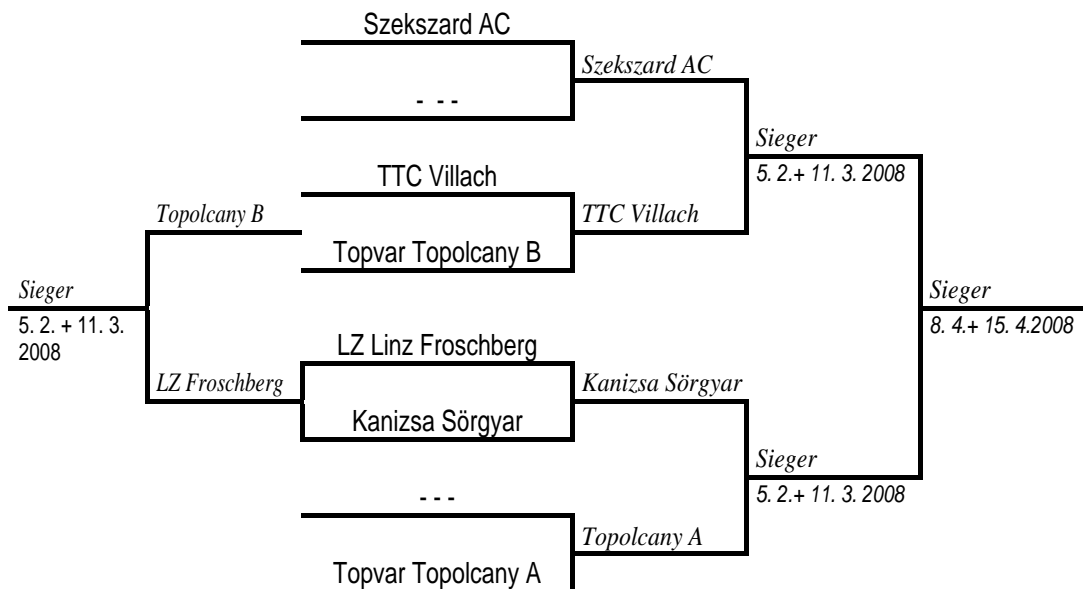 Szekszard AC
Szekszard AC
- - -
Sieger
5. 2.+ 11. 3. 2008
TTC Villach
Topolcany B
TTC Villach
Topvar Topolcany B
Sieger
5. 2. + 11. 3.
2008
Sieger
8. 4.+ 15. 4.2008
LZ Linz Froschberg
LZ Froschberg
Kanizsa Sörgyar
Kanizsa Sörgyar
Sieger
5. 2.+ 11. 3. 2008
- - -
Topolcany A
Topvar Topolcany A